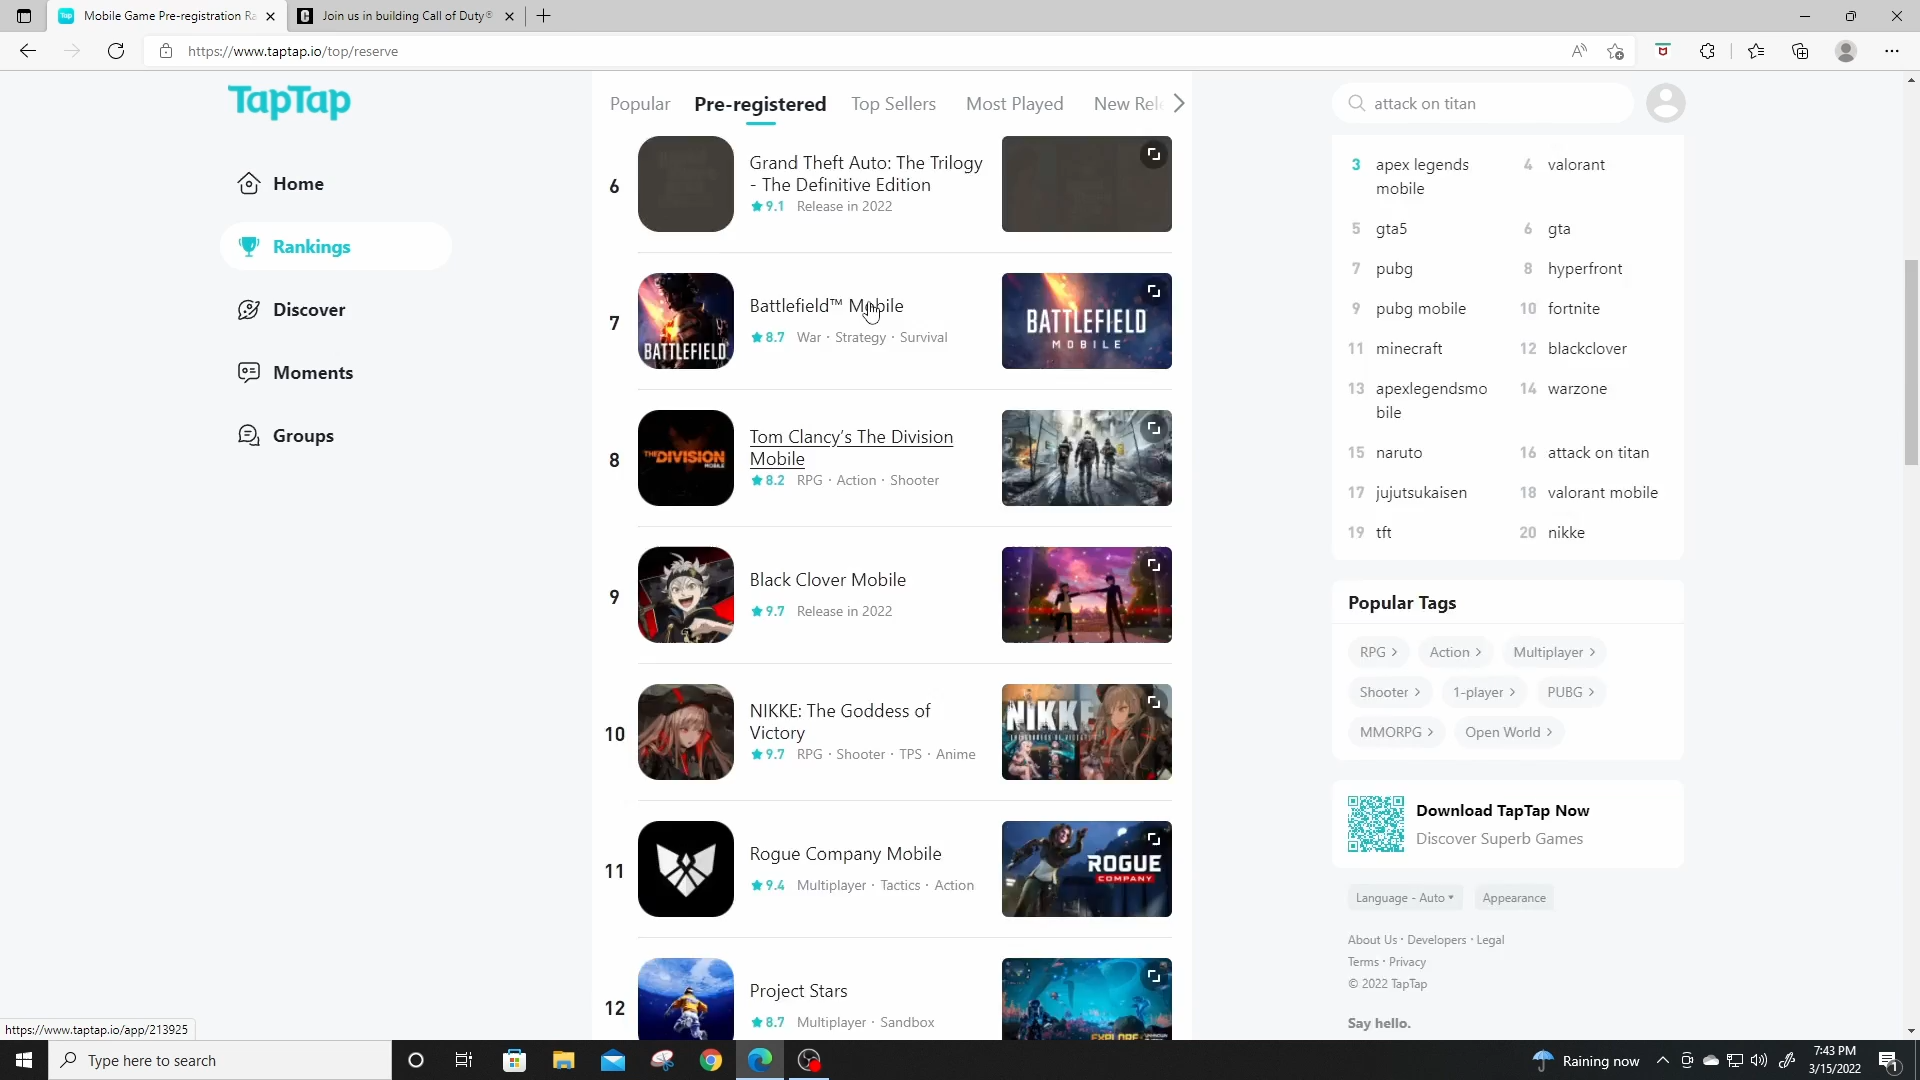 Mobile Game Pre-registration Ra
Join us in building Call of Duty®
https://www.taptap.io/top/reserve
TapTap
Home
Rankings
Discover
Moments
Groups
Popular
Pre-registered
Top Sellers
Most Played
New Rele
6
Grand Theft Auto: The Trilogy
- The Definitive Edition
9.1 Release in 2022
7
Battlefield™ Mobile
8.7 War · Strategy · Survival
BATTLEFIELD
BATTLEFIELD
MOBILE
8
Tom Clancy's The Division
Mobile
8.2 RPG · Action · Shooter
THE DIVISION
MOBILE
9
Black Clover Mobile
9.7 Release in 2022
10
NIKKE: The Goddess of
Victory
9.7 RPG · Shooter · TPS · Anime
NIKKE
11
Rogue Company Mobile
9.4 Multiplayer · Tactics · Action
ROGUE
COMPANY
12
Project Stars
8.7 Multiplayer · Sandbox
attack on titan
3 apex legends
mobile
4 valorant
5 gta5
6 gta
7 pubg
8 hyperfront
9 pubg mobile
10 fortnite
11 minecraft
12 blackclover
13 apexlegendsmo
bile
14 warzone
15 naruto
16 attack on titan
17 jujutsukaisen
18 valorant mobile
19 tft
20 nikke
Popular Tags
RPG >
Action >
Multiplayer >
Shooter >
1-player >
PUBG >
MMORPG >
Open World >
Download TapTap Now
Discover Superb Games
Language - Auto ▾
Appearance
About Us · Developers · Legal
Terms · Privacy
© 2022 TapTap
Say hello.
https://www.taptap.io/app/213925
Type here to search
Raining now
7:43 PM
3/15/2022
1